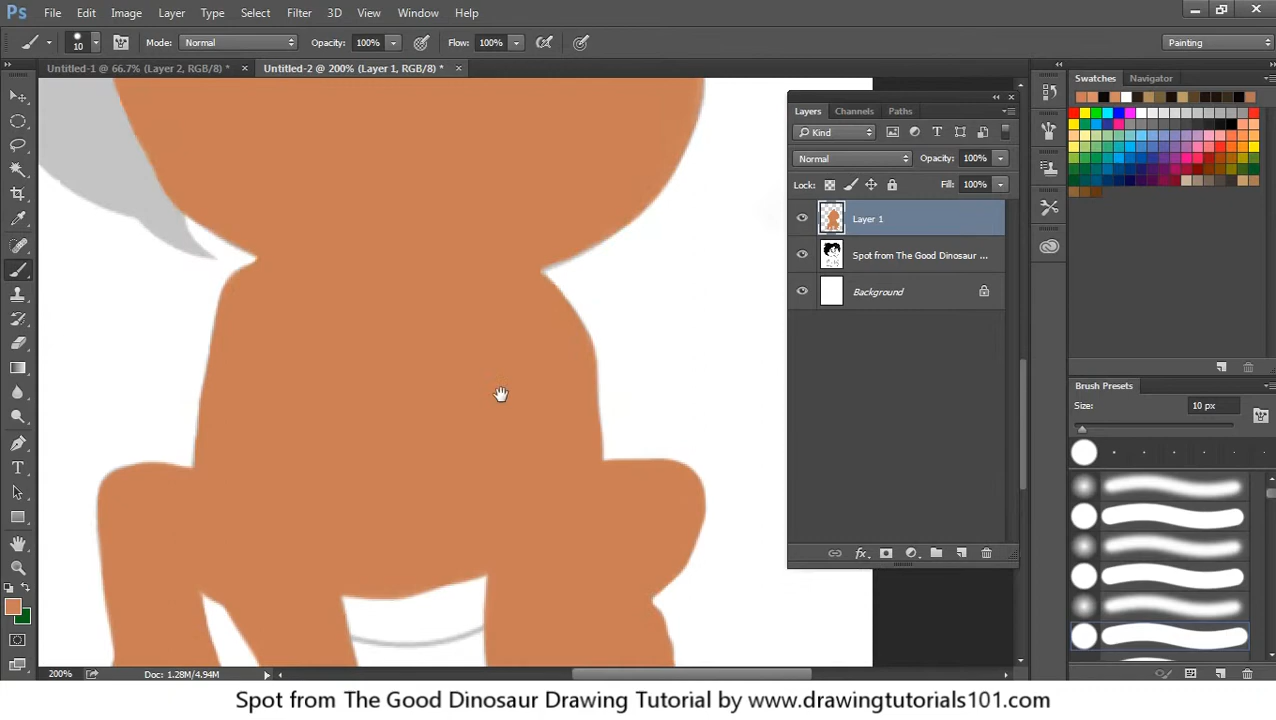 Ps File Edit Image Layer Type Select Filter 3D View Window Help
10 Mode: Normal Opacity: 100% Flow: 100% Painting
Untitled-1 @ 66.7% (Layer 2, RGB/8) * × Untitled-2 @ 200% (Layer 1, RGB/8) * ×
Swatches Navigator
Layers Channels Paths
Kind
Normal Opacity: 100%
Lock: Fill: 100%
Layer 1
Spot from The Good Dinosaur ...
Background
Brush Presets
Size: 10 px
200% Doc: 1.28M/4.94M
Spot from The Good Dinosaur Drawing Tutorial by www.drawingtutorials101.com